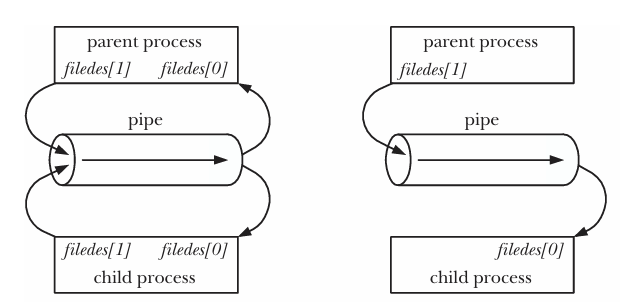 parent process
filedes[1] filedes[0]
pipe
filedes[1] filedes[0]
child process
parent process
filedes[1]
pipe
filedes[0]
child process